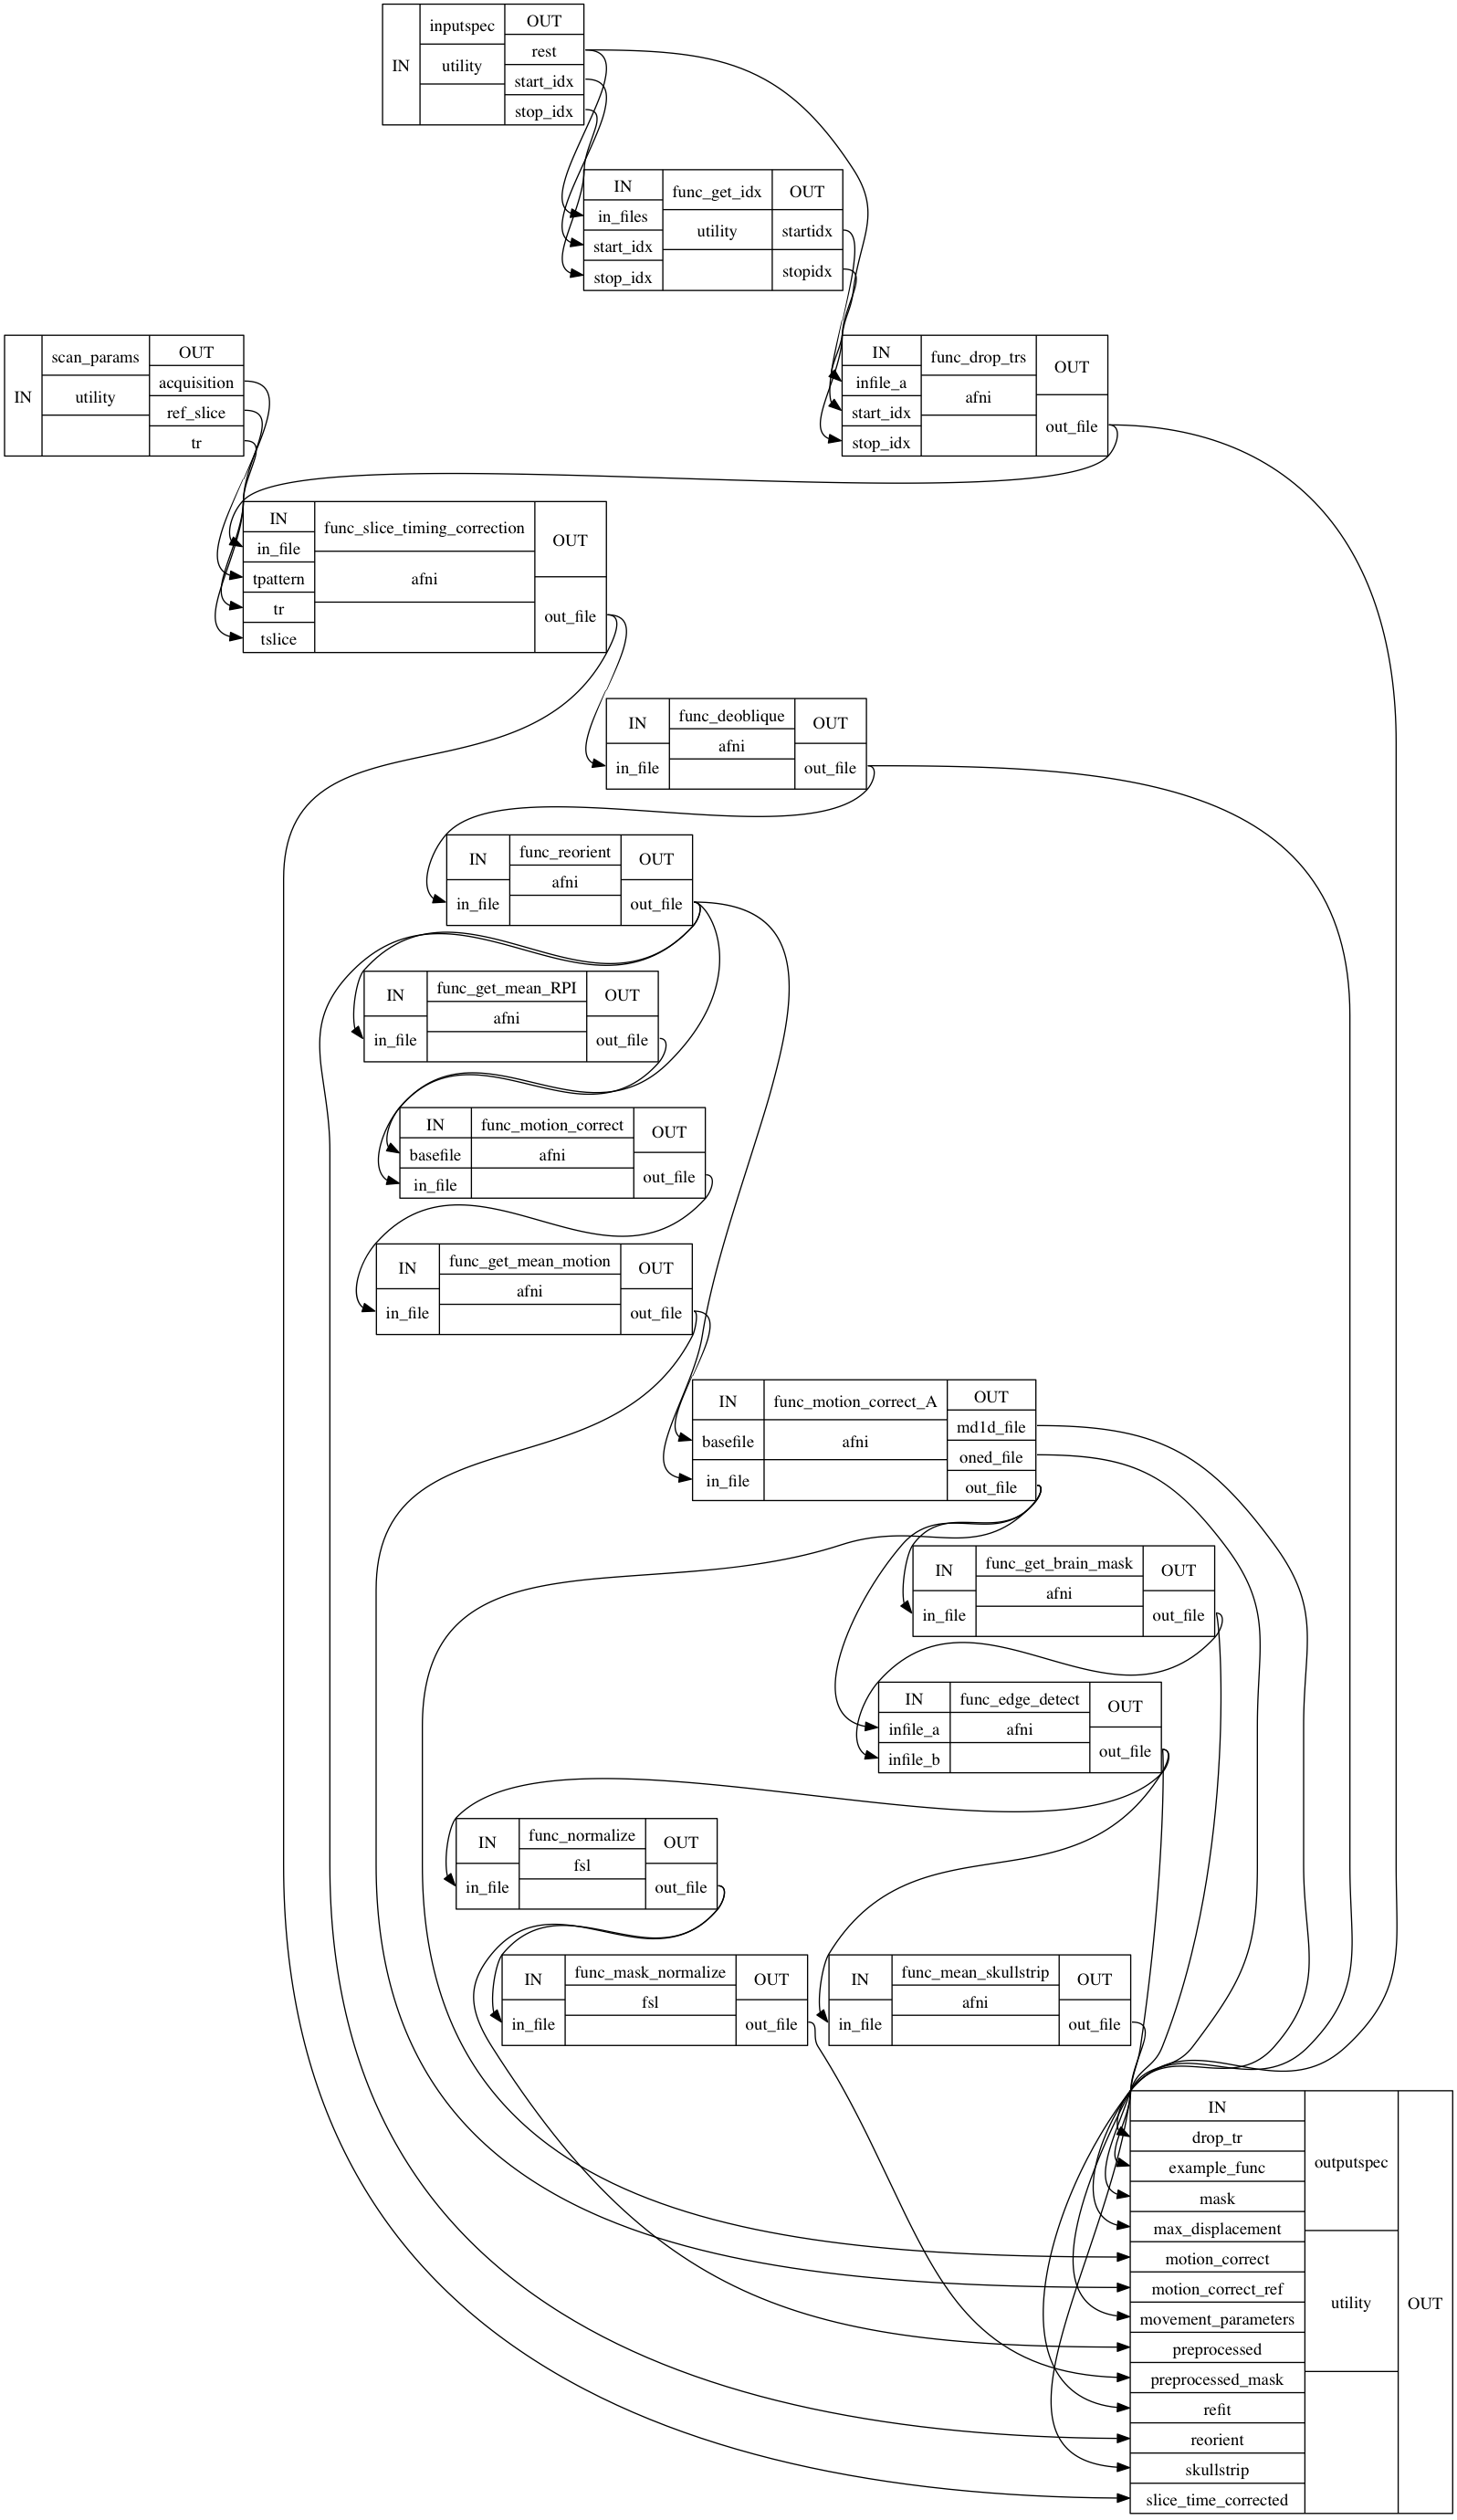 IN
inputspec
utility
OUT
rest
start_idx
stop_idx
IN
in_files
start_idx
stop_idx
func_get_idx
utility
OUT
startidx
stopidx
IN
scan_params
utility
OUT
acquisition
ref_slice
tr
IN
infile_a
start_idx
stop_idx
func_drop_trs
afni
OUT
out_file
IN
in_file
tpattern
tr
tslice
func_slice_timing_correction
afni
OUT
out_file
IN
in_file
func_deoblique
afni
OUT
out_file
IN
in_file
func_reorient
afni
OUT
out_file
IN
in_file
func_get_mean_RPI
afni
OUT
out_file
IN
basefile
in_file
func_motion_correct
afni
OUT
out_file
IN
in_file
func_get_mean_motion
afni
OUT
out_file
IN
basefile
in_file
func_motion_correct_A
afni
OUT
md1d_file
oned_file
out_file
IN
in_file
func_get_brain_mask
afni
OUT
out_file
IN
infile_a
infile_b
func_edge_detect
afni
OUT
out_file
IN
in_file
func_normalize
fsl
OUT
out_file
IN
in_file
func_mask_normalize
fsl
OUT
out_file
IN
in_file
func_mean_skullstrip
afni
OUT
out_file
IN
drop_tr
example_func
mask
max_displacement
motion_correct
motion_correct_ref
movement_parameters
preprocessed
preprocessed_mask
refit
reorient
skullstrip
slice_time_corrected
outputspec
utility
OUT